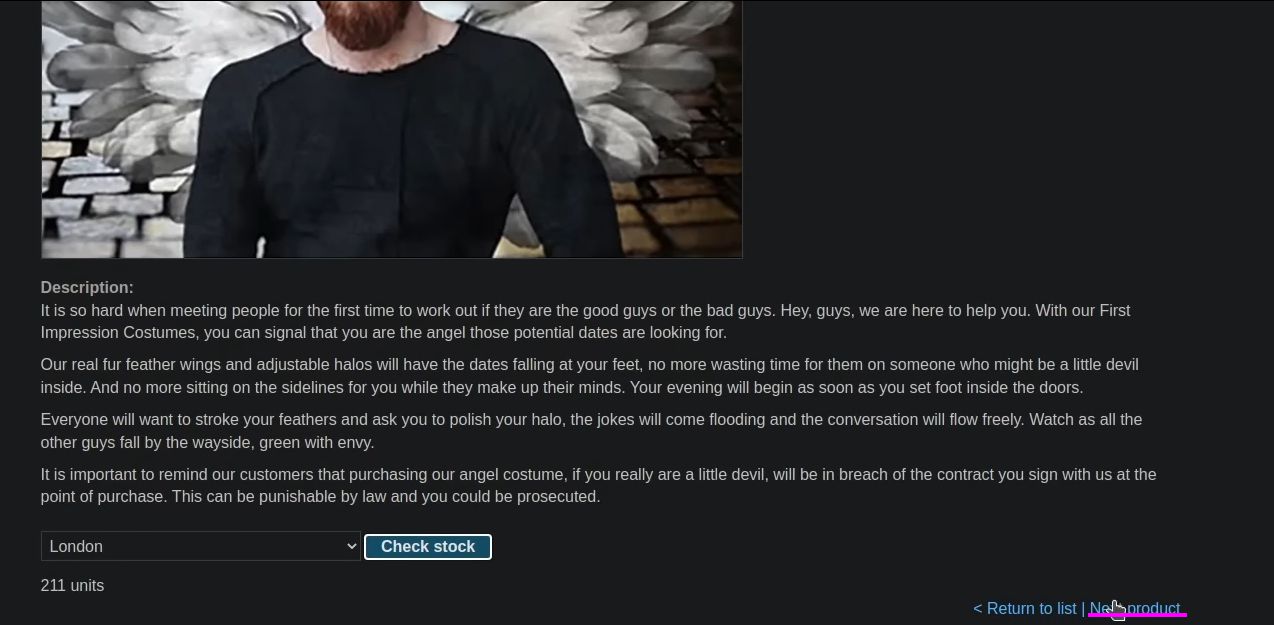 Description:
It is so hard when meeting people for the first time to work out if they are the good guys or the bad guys. Hey, guys, we are here to help you. With our First
Impression Costumes, you can signal that you are the angel those potential dates are looking for.
Our real fur feather wings and adjustable halos will have the dates falling at your feet, no more wasting time for them on someone who might be a little devil
inside. And no more sitting on the sidelines for you while they make up their minds. Your evening will begin as soon as you set foot inside the doors.
Everyone will want to stroke your feathers and ask you to polish your halo, the jokes will come flooding and the conversation will flow freely. Watch as all the
other guys fall by the wayside, green with envy.
It is important to remind our customers that purchasing our angel costume, if you really are a little devil, will be in breach of the contract you sign with us at the
point of purchase. This can be punishable by law and you could be prosecuted.
London
Check stock
211 units
< Return to list | product